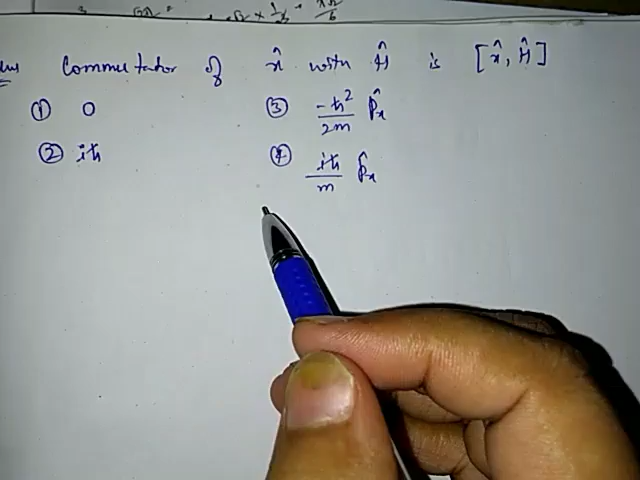 Commutator of x̂ with Ĥ is [x̂, Ĥ]
① 0 ③ -ħ²/2m p̂x
② iħ ④ iħ/m p̂x